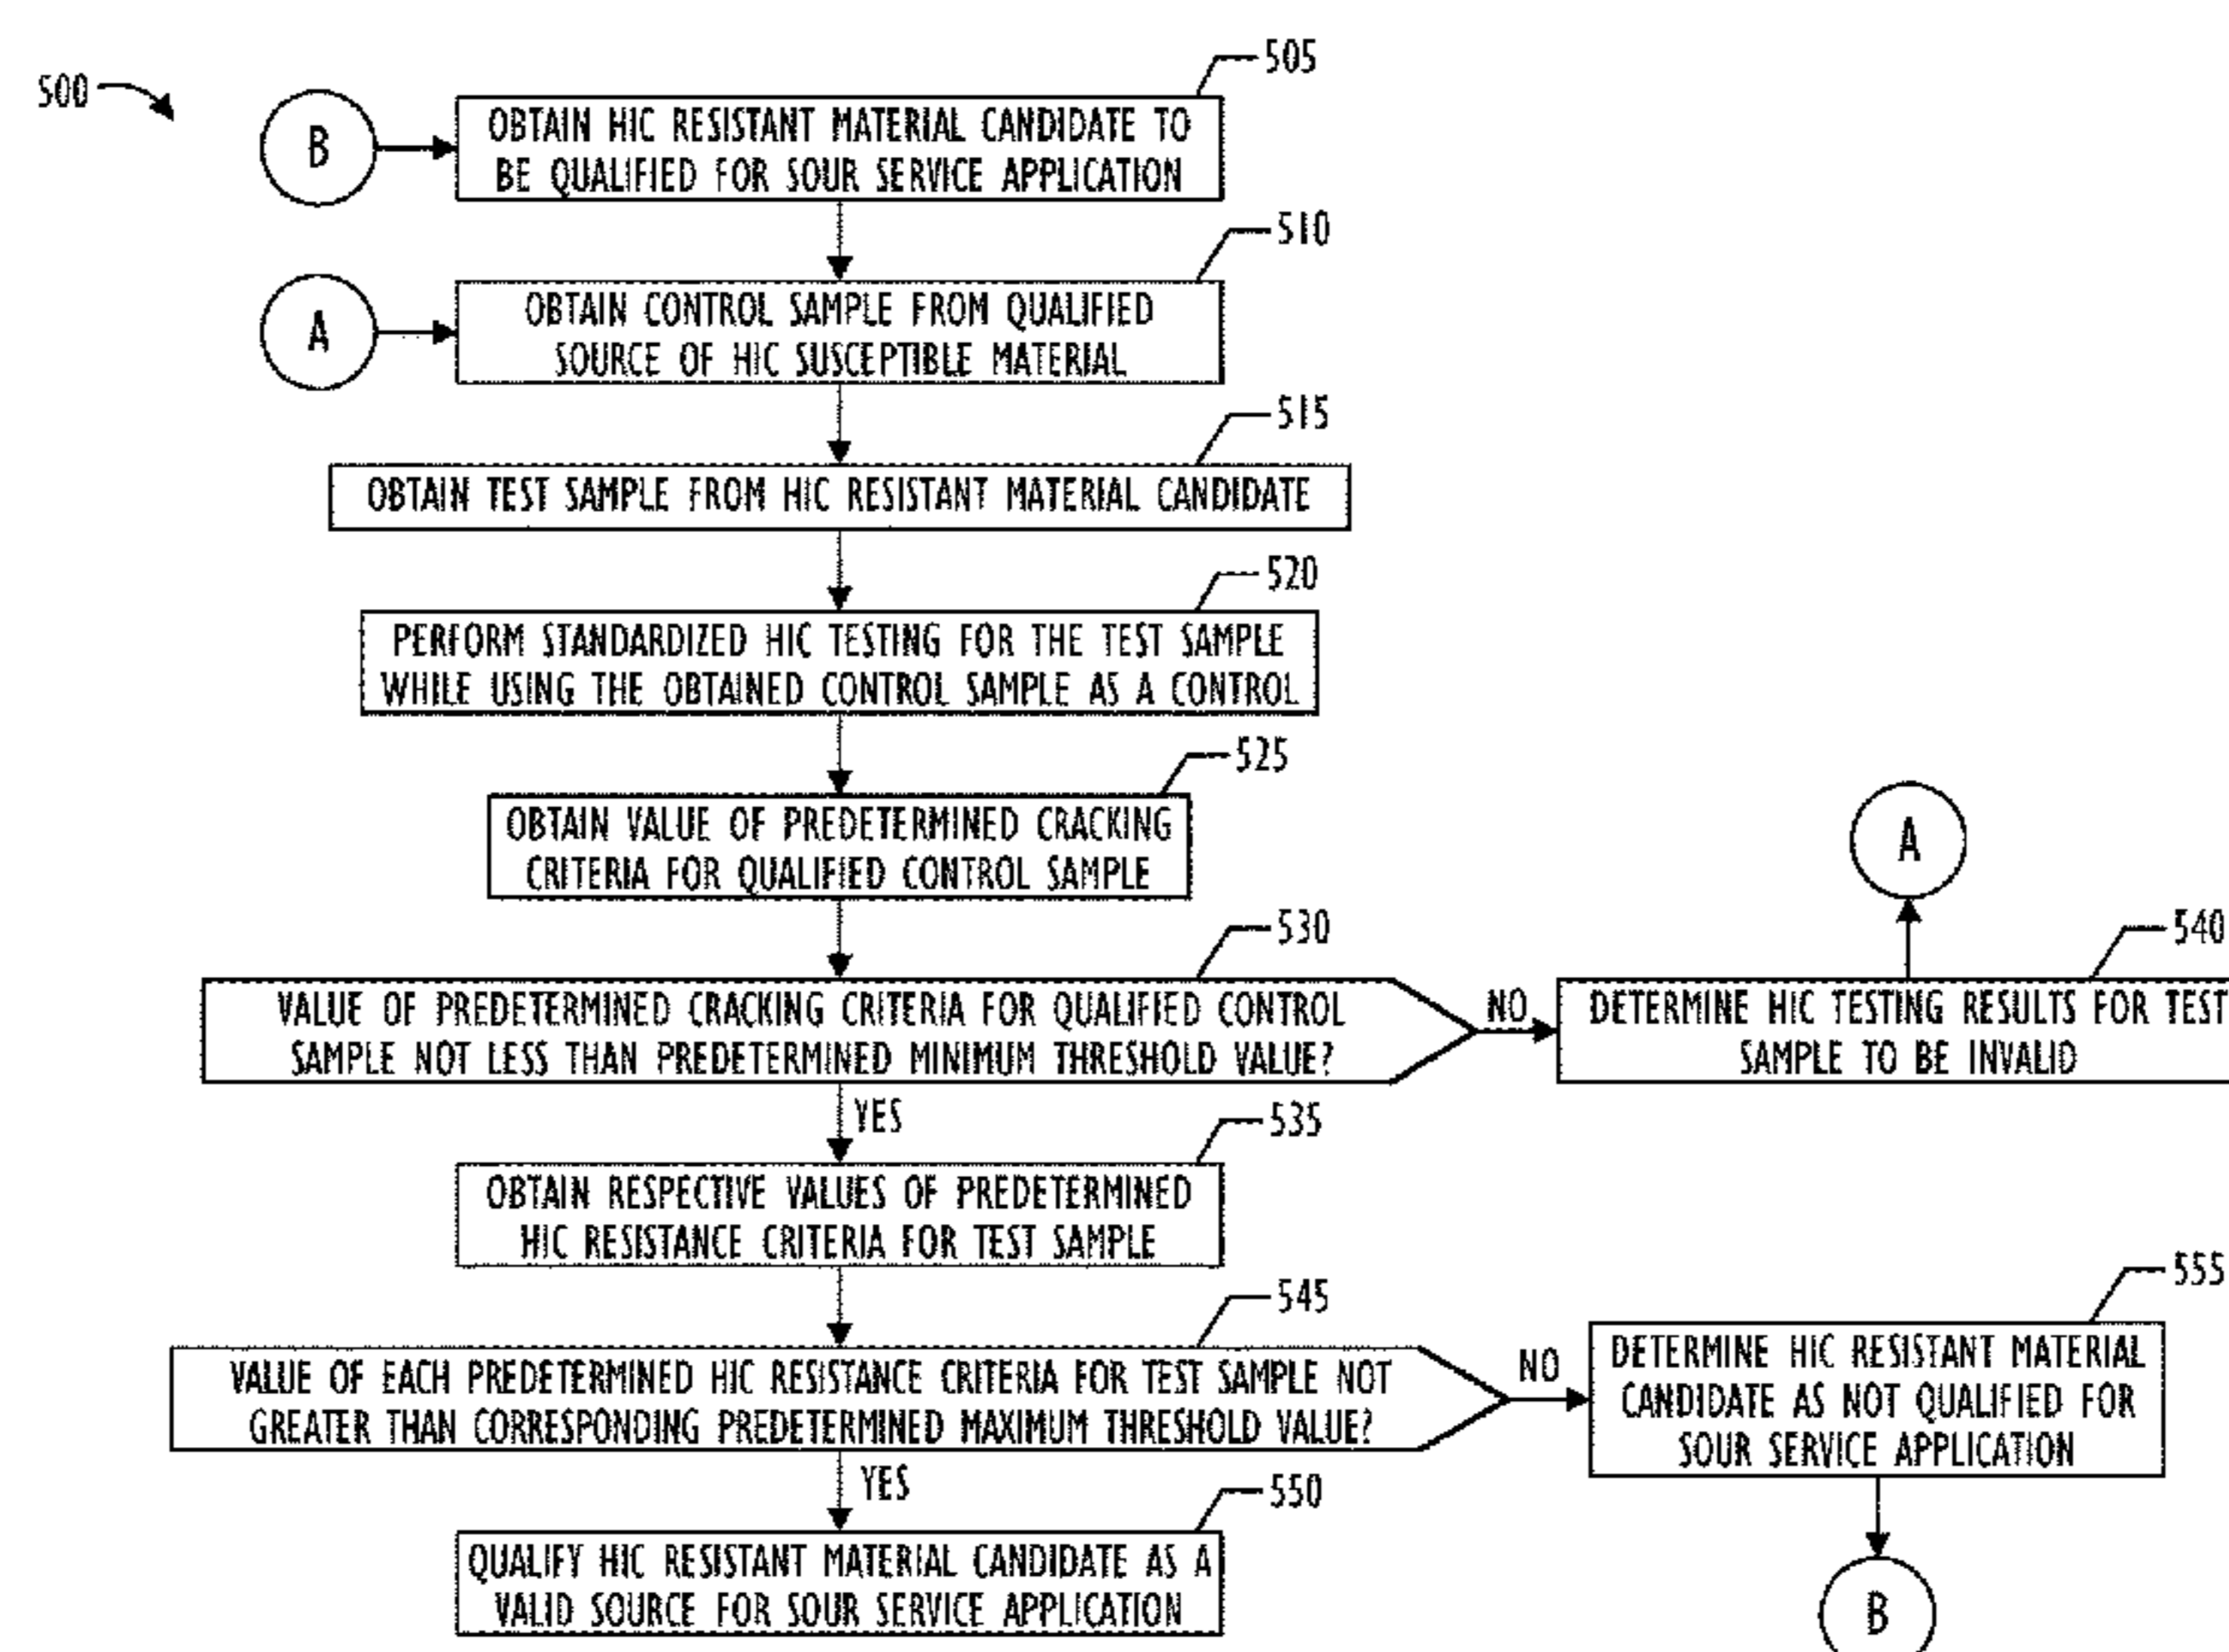 500
505
B
OBTAIN HIC RESISTANT MATERIAL CANDIDATE TO
BE QUALIFIED FOR SOUR SERVICE APPLICATION
510
A
OBTAIN CONTROL SAMPLE FROM QUALIFIED
SOURCE OF HIC SUSCEPTIBLE MATERIAL
515
OBTAIN TEST SAMPLE FROM HIC RESISTANT MATERIAL CANDIDATE
520
PERFORM STANDARDIZED HIC TESTING FOR THE TEST SAMPLE
WHILE USING THE OBTAINED CONTROL SAMPLE AS A CONTROL
525
OBTAIN VALUE OF PREDETERMINED CRACKING
CRITERIA FOR QUALIFIED CONTROL SAMPLE
A
530
VALUE OF PREDETERMINED CRACKING CRITERIA FOR QUALIFIED CONTROL
SAMPLE NOT LESS THAN PREDETERMINED MINIMUM THRESHOLD VALUE?
NO
540
DETERMINE HIC TESTING RESULTS FOR TEST
SAMPLE TO BE INVALID
YES
535
OBTAIN RESPECTIVE VALUES OF PREDETERMINED
HIC RESISTANCE CRITERIA FOR TEST SAMPLE
545
VALUE OF EACH PREDETERMINED HIC RESISTANCE CRITERIA FOR TEST SAMPLE NOT
GREATER THAN CORRESPONDING PREDETERMINED MAXIMUM THRESHOLD VALUE?
NO
555
DETERMINE HIC RESISTANT MATERIAL
CANDIDATE AS NOT QUALIFIED FOR
SOUR SERVICE APPLICATION
YES
550
QUALIFY HIC RESISTANT MATERIAL CANDIDATE AS A
VALID SOURCE FOR SOUR SERVICE APPLICATION
B